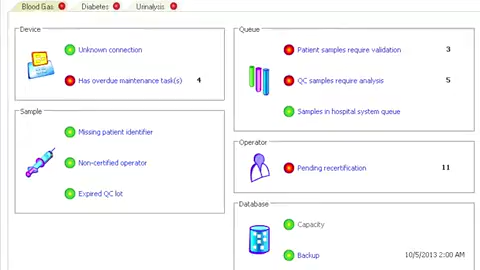 Blood Gas Diabetes Urinalysis
Device
Unknown connection
Has overdue maintenance task(s) 4
Sample
Missing patient identifier
Non-certified operator
Expired QC lot
Queue
Patient samples require validation 3
QC samples require analysis 5
Samples in hospital system queue
Operator
Pending recertification 11
Database
Capacity
Backup 10/5/2013 2:00 AM